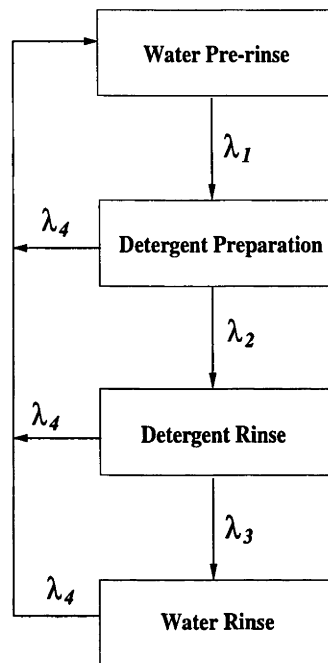 Water Pre-rinse
λ1
λ4
Detergent Preparation
λ2
λ4
Detergent Rinse
λ3
λ4
Water Rinse